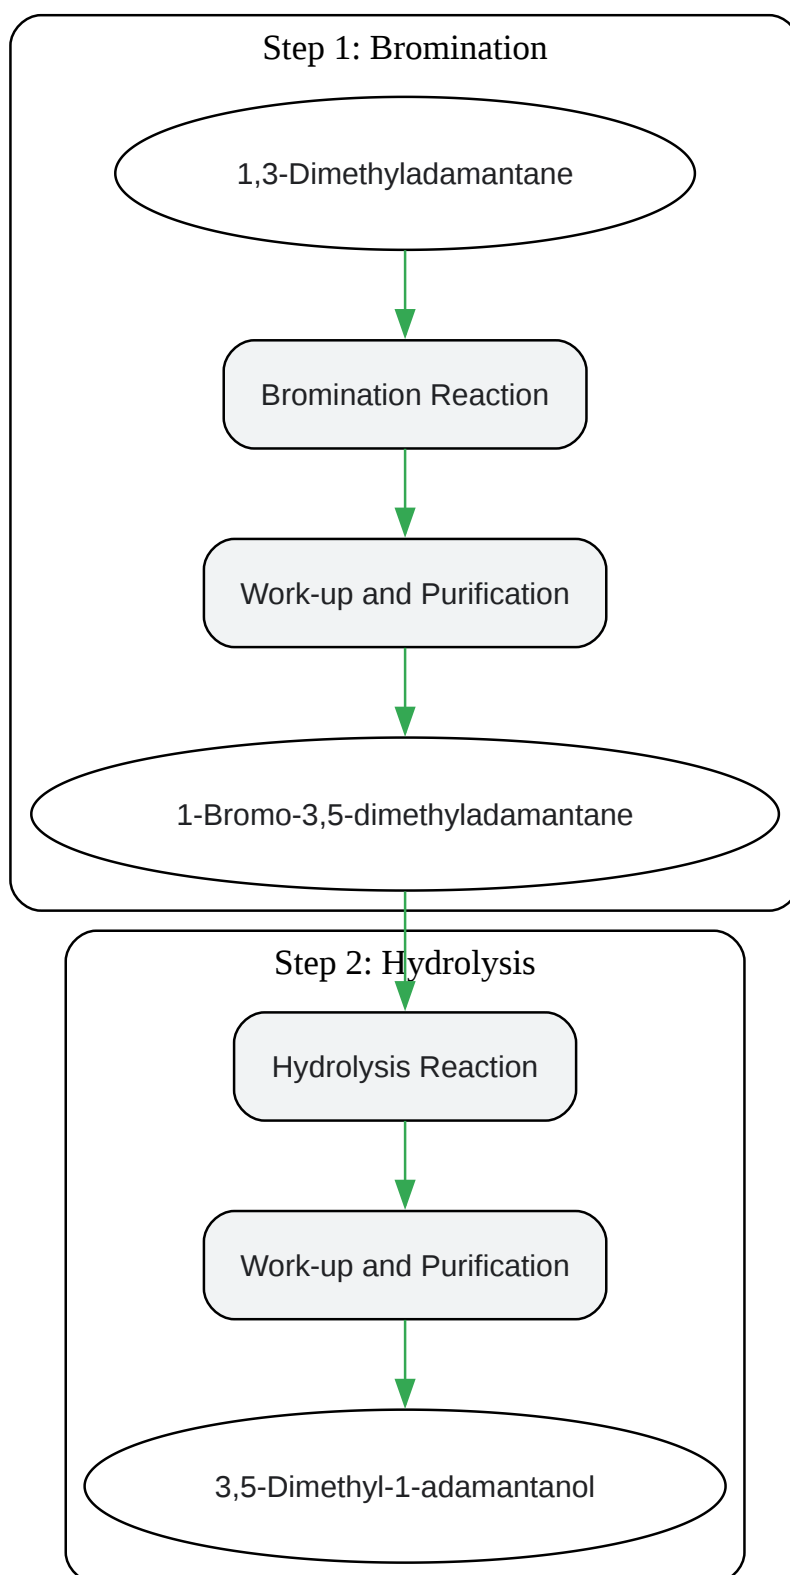 Step 1: Bromination
1,3-Dimethyladamantane
Bromination Reaction
Work-up and Purification
1-Bromo-3,5-dimethyladamantane
Step 2: Hydrolysis
Hydrolysis Reaction
Work-up and Purification
3,5-Dimethyl-1-adamantanol